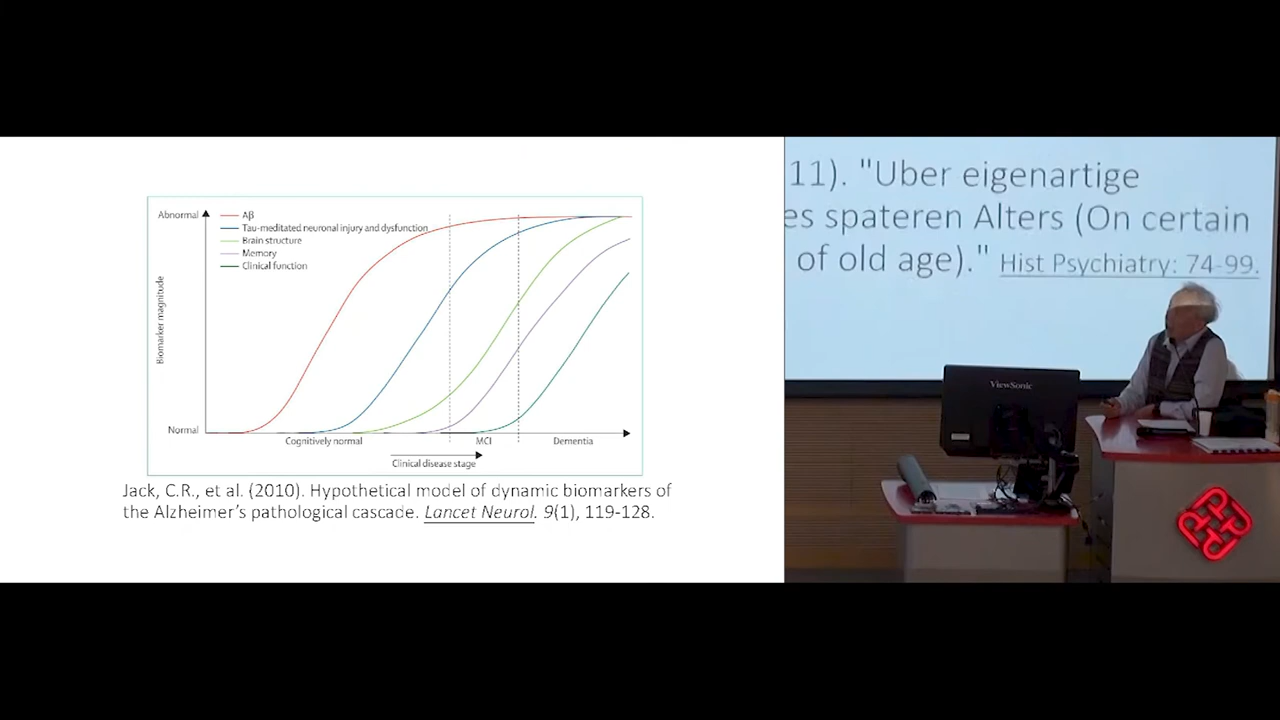 Abnormal
Aβ
Tau-meditated neuronal injury and dysfunction
Brain structure
Memory
Clinical function
Biomarker magnitude
Normal
Cognitively normal
MCI
Dementia
Clinical disease stage
Jack, C.R., et al. (2010). Hypothetical model of dynamic biomarkers of
the Alzheimer's pathological cascade. Lancet Neurol. 9(1), 119-128.
11). "Uber eigenartige
es spateren Alters (On certain
of old age)." Hist Psychiatry: 74-99.
ViewSonic